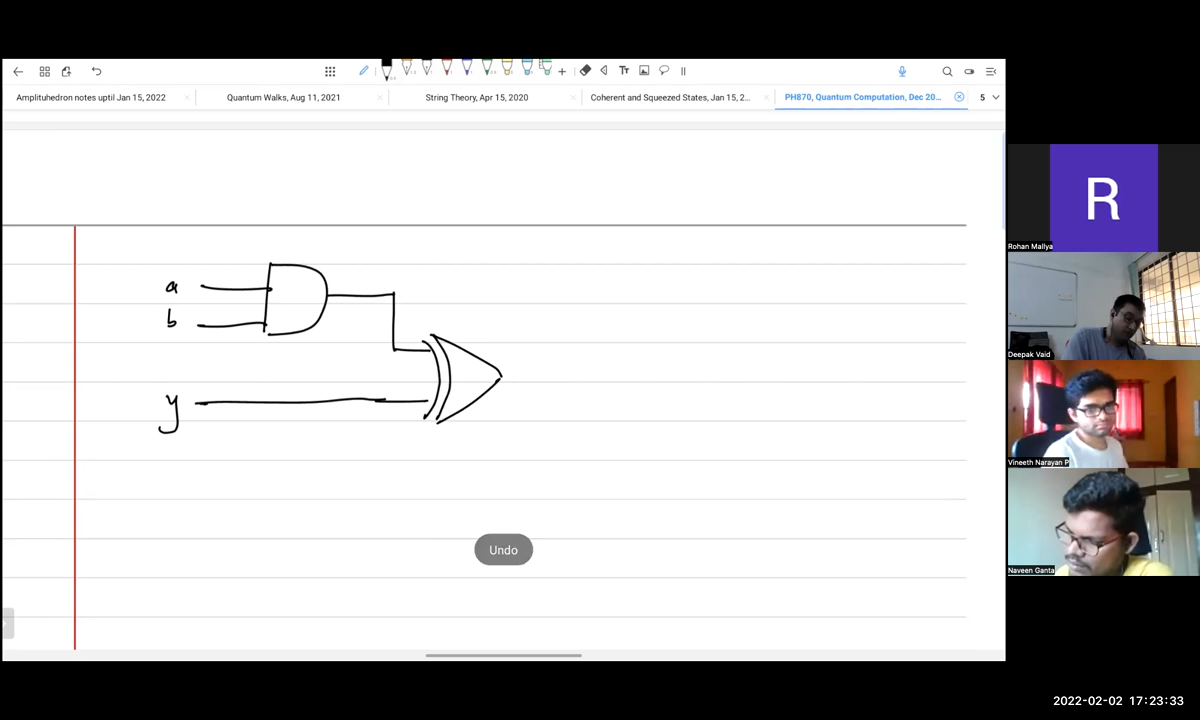 Amplituhedron notes uptil Jan 15, 2022
Quantum Walks, Aug 11, 2021
String Theory, Apr 15, 2020
Coherent and Squeezed States, Jan 15, 2...
PH870, Quantum Computation, Dec 20...
5
Tт
a
b
y
Undo
R
Rohan Mallya
Deepak Vaid
Vineeth Narayan P
Naveen Ganta
2022-02-02 17:23:33